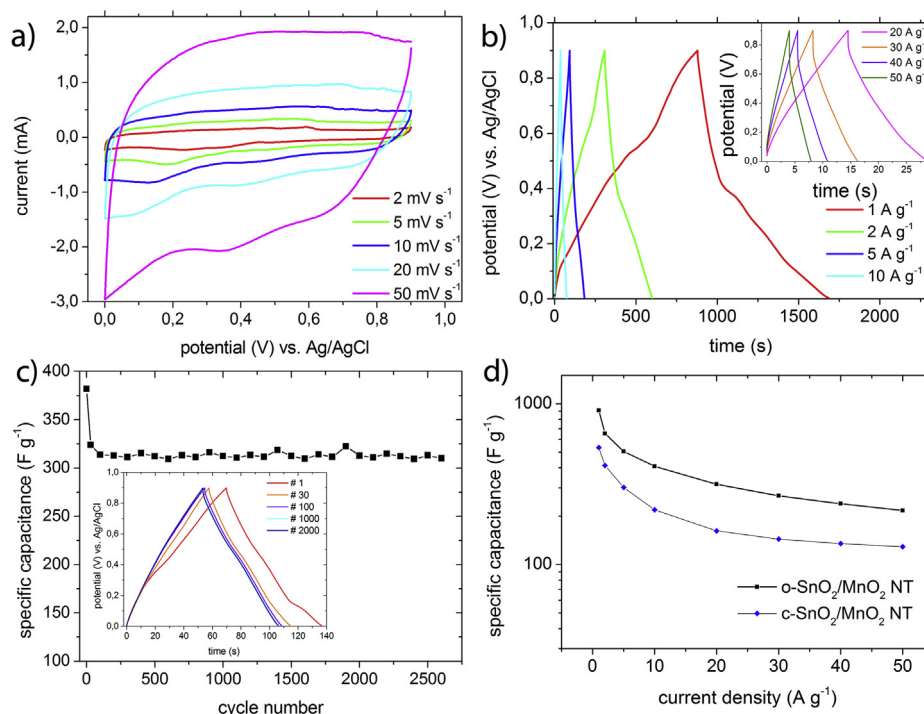 a)
current (mA)
2,0
1,0
0,0
-1,0
-2,0
-3,0
2 mV s⁻¹
5 mV s⁻¹
10 mV s⁻¹
20 mV s⁻¹
50 mV s⁻¹
0,0 0,2 0,4 0,6 0,8 1,0
potential (V) vs. Ag/AgCl
b)
potential (V) vs. Ag/AgCl
1,0
0,8
0,6
0,4
0,2
0,0
1 A g⁻¹
2 A g⁻¹
5 A g⁻¹
10 A g⁻¹
0 500 1000 1500 2000
time (s)
potential (V)
0,8
0,4
0,0
20 A g⁻¹
30 A g⁻¹
40 A g⁻¹
50 A g⁻¹
0 5 10 15 20 25
time (s)
c)
specific capacitance (F g⁻¹)
400
375
350
325
300
275
250
225
200
175
150
125
100
potential (V) vs. Ag/AgCl
1,0
0,8
0,6
0,4
0,2
0,0
# 1
# 30
# 100
# 1000
# 2000
0 20 40 60 80 100 120 140
time (s)
0 500 1000 1500 2000 2500
cycle number
d)
specific capacitance (F g⁻¹)
1000
100
o-SnO₂/MnO₂ NT
c-SnO₂/MnO₂ NT
0 10 20 30 40 50
current density (A g⁻¹)